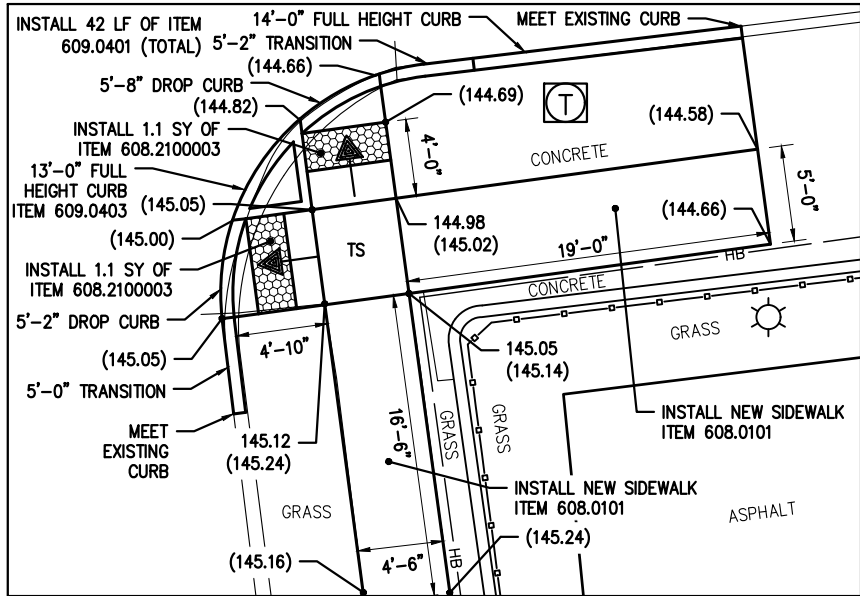 INSTALL 42 LF OF ITEM
609.0401 (TOTAL)
14'-0" FULL HEIGHT CURB
MEET EXISTING CURB
5'-2" TRANSITION
(144.66)
5'-8" DROP CURB
(144.82)
(144.69)
T
(144.58)
INSTALL 1.1 SY OF
ITEM 608.2100003
4'-0"
CONCRETE
13'-0" FULL
HEIGHT CURB
ITEM 609.0403
(145.05)
5'-0"
(145.00)
TS
144.98
(145.02)
(144.66)
19'-0"
INSTALL 1.1 SY OF
ITEM 608.2100003
HB
CONCRETE
5'-2" DROP CURB
(145.05)
4'-10"
GRASS
145.05
(145.14)
5'-0" TRANSITION
16'-6"
GRASS
GRASS
INSTALL NEW SIDEWALK
ITEM 608.0101
MEET
EXISTING
CURB
145.12
(145.24)
INSTALL NEW SIDEWALK
ITEM 608.0101
GRASS
ASPHALT
(145.24)
HB
(145.16)
4'-6"